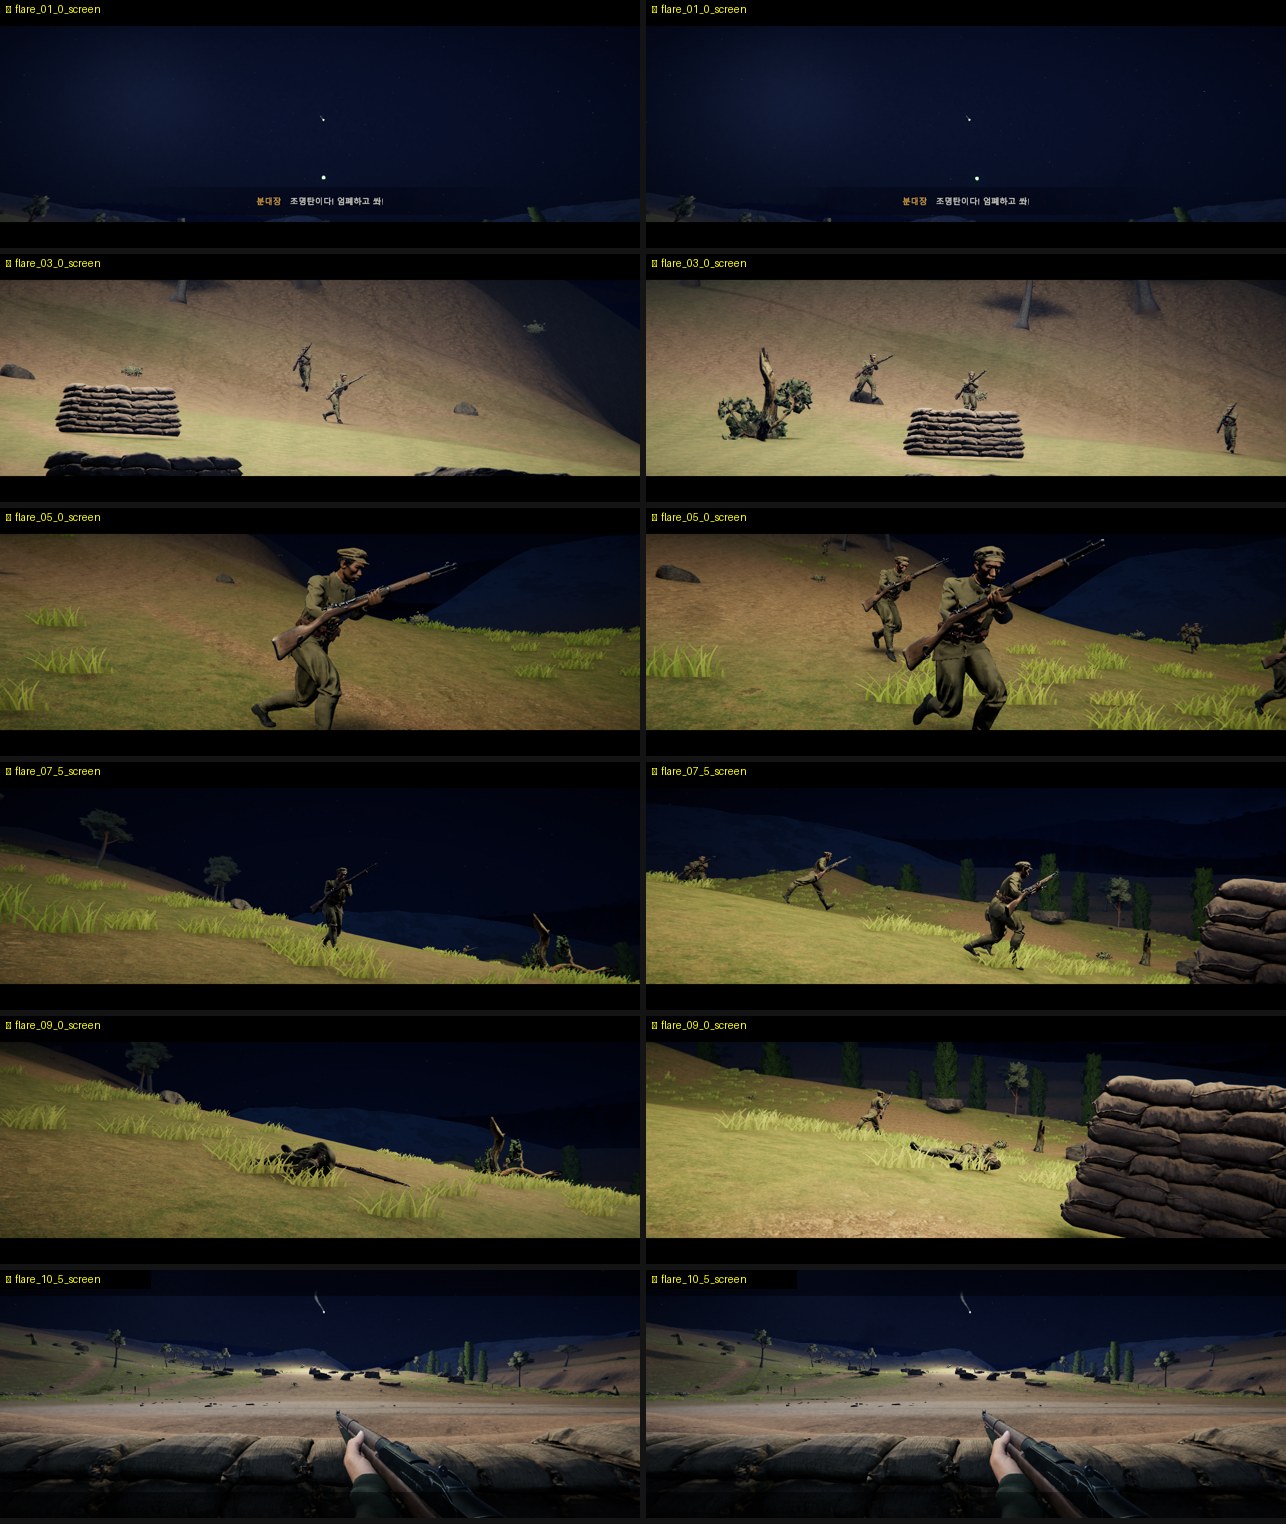 flare_01_0_screen
flare_01_0_screen
분대장 조명탄이다! 엄폐하고 쏴!
분대장 조명탄이다! 엄폐하고 쏴!
flare_03_0_screen
flare_03_0_screen
flare_05_0_screen
flare_05_0_screen
flare_07_5_screen
flare_07_5_screen
flare_09_0_screen
flare_09_0_screen
flare_10_5_screen
flare_10_5_screen